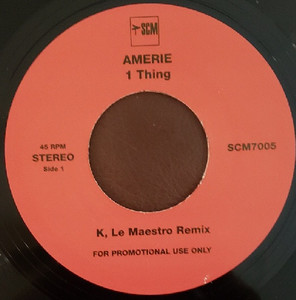 SCM
AMERIE
1 Thing
45 RPM
STEREO
Side 1
SCM7005
K, Le Maestro Remix
FOR PROMOTIONAL USE ONLY